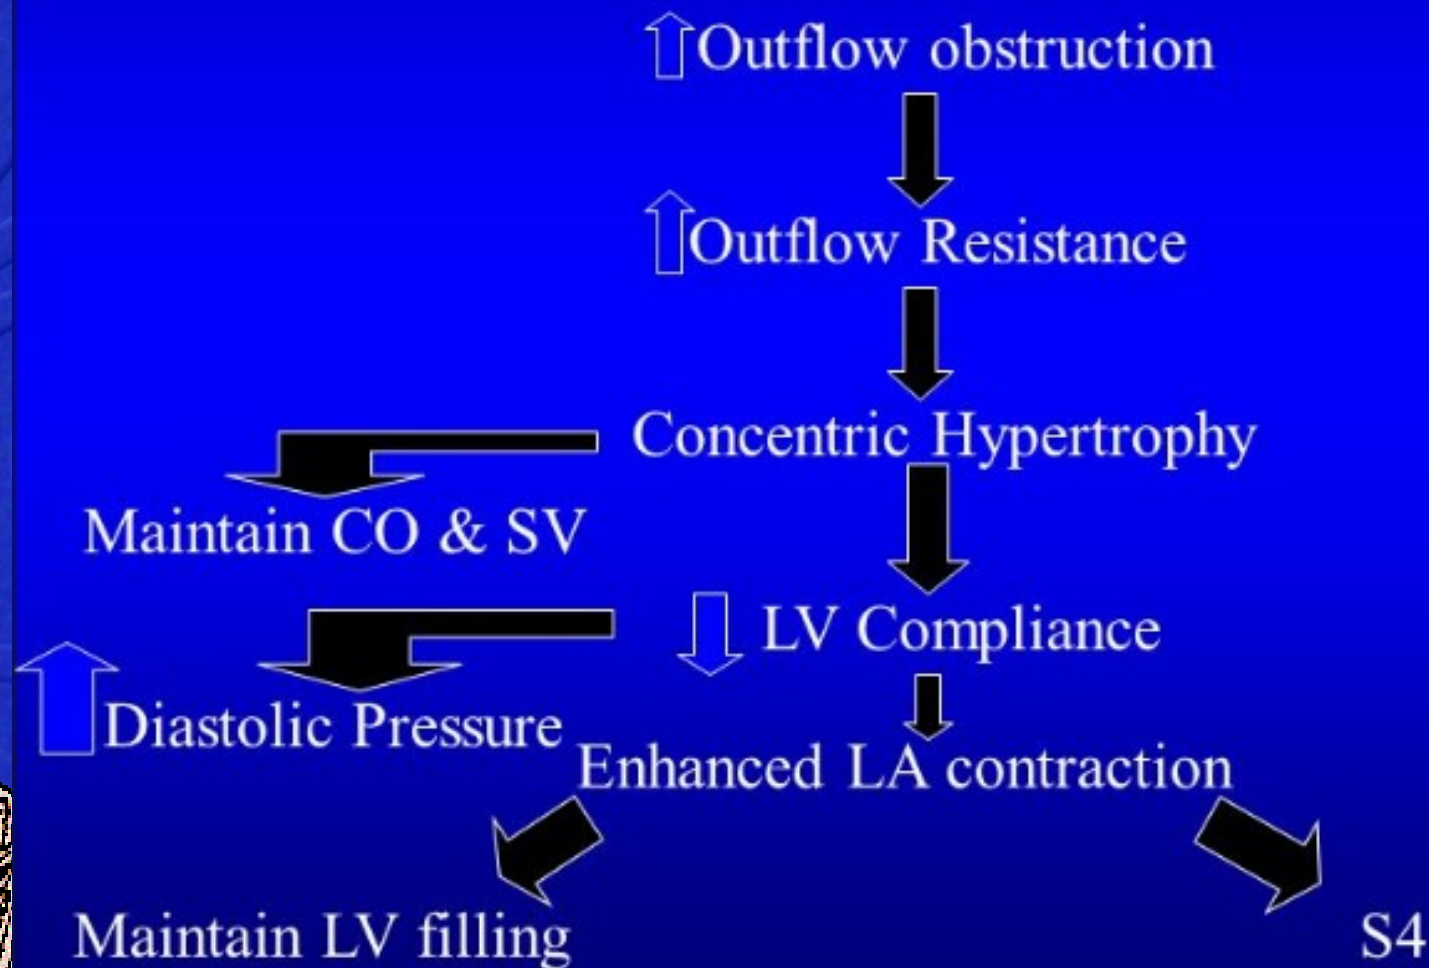 Outflow obstruction
Outflow Resistance
Concentric Hypertrophy
Maintain CO & SV
LV Compliance
Diastolic Pressure
Enhanced LA contraction
Maintain LV filling
S4